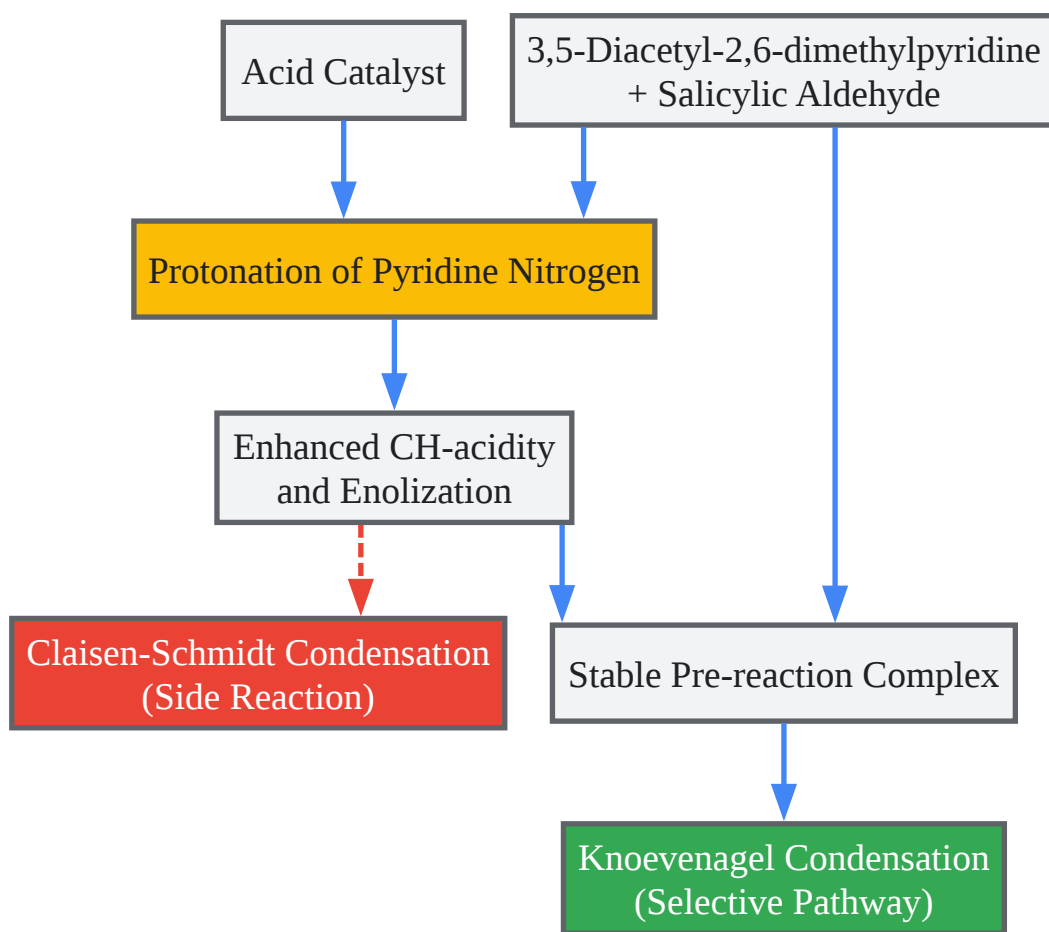 Acid Catalyst
3,5-Diacetyl-2,6-dimethylpyridine
+ Salicylic Aldehyde
Protonation of Pyridine Nitrogen
Enhanced CH-acidity
and Enolization
Claisen-Schmidt Condensation
(Side Reaction)
Stable Pre-reaction Complex
Knoevenagel Condensation
(Selective Pathway)